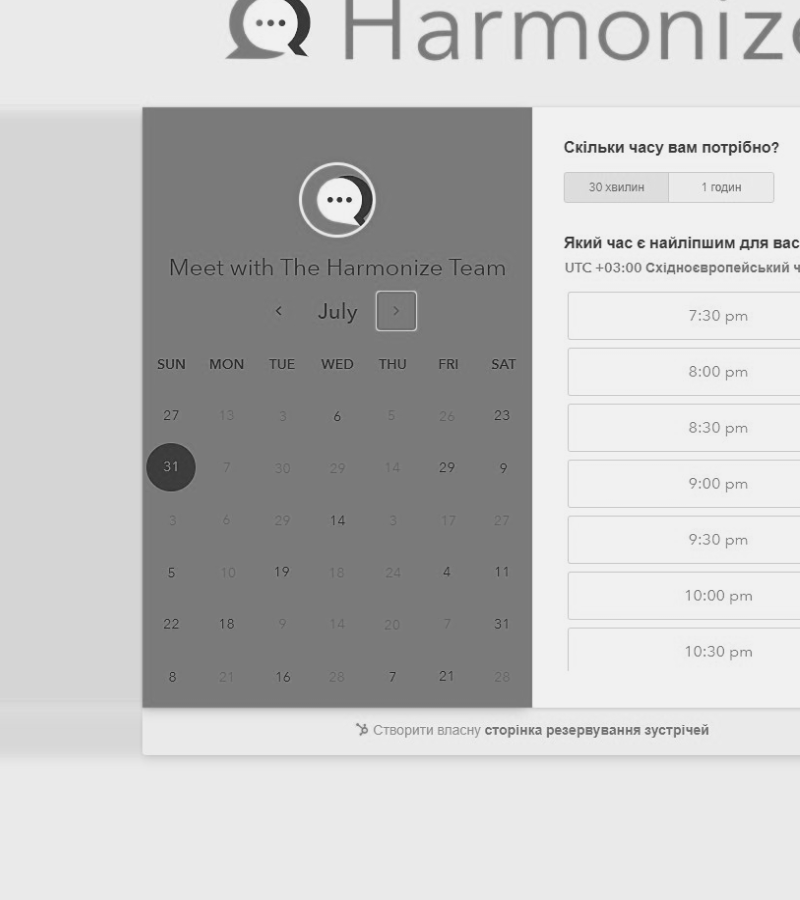 Harmonize
Meet with The Harmonize Team
July
SUN MON TUE WED THU FRI SAT
27 13 3 6 5 26 23
31 7 30 29 14 29 9
3 6 29 14 3 17 27
5 10 19 18 24 4 11
22 18 9 14 20 7 31
8 21 16 28 7 21 28
Скільки часу вам потрібно?
30 хвилин 1 годин
Який час є найліпшим для вас
UTC +03:00 Східноєвропейський ч
7:30 pm
8:00 pm
8:30 pm
9:00 pm
9:30 pm
10:00 pm
10:30 pm
Створити власну сторінка резервування зустрічей